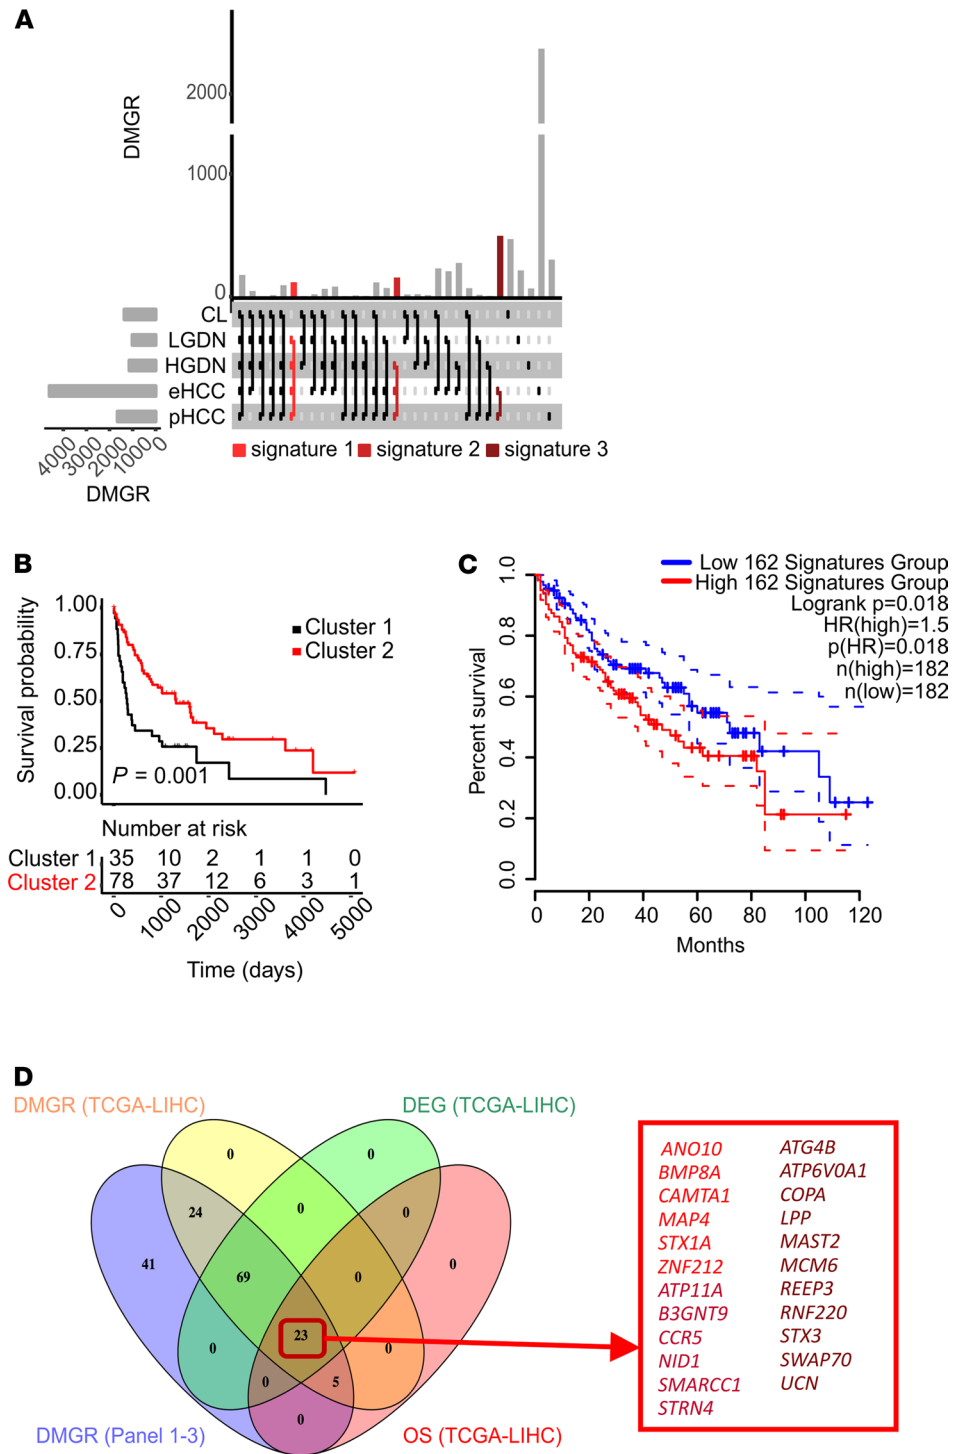 A
DMGR
2000
1000
0
CL
LGDN
HGDN
eHCC
pHCC
4000 3000 2000 1000 0
DMGR
signature 1 signature 2 signature 3
B
Survival probability
1.00
0.75
0.50
0.25
0.00
Cluster 1
Cluster 2
P = 0.001
Number at risk
Cluster 1 35 10 2 1 1 0
Cluster 2 78 37 12 6 3 1
0 1000 2000 3000 4000 5000
Time (days)
C
Low 162 Signatures Group
High 162 Signatures Group
Logrank p=0.018
HR(high)=1.5
p(HR)=0.018
n(high)=182
n(low)=182
Percent survival
1.0
0.8
0.6
0.4
0.2
0.0
0 20 40 60 80 100 120
Months
D
DMGR (TCGA-LIHC)
DEG (TCGA-LIHC)
0 0
24 0 0
41 69 0 0
23
0 0
0 5
0
DMGR (Panel 1-3)
OS (TCGA-LIHC)
ANO10 ATG4B
BMP8A ATP6V0A1
CAMTA1 COPA
MAP4 LPP
STX1A MAST2
ZNF212 MCM6
ATP11A REEP3
B3GNT9 RNF220
CCR5 STX3
NID1 SWAP70
SMARCC1 UCN
STRN4